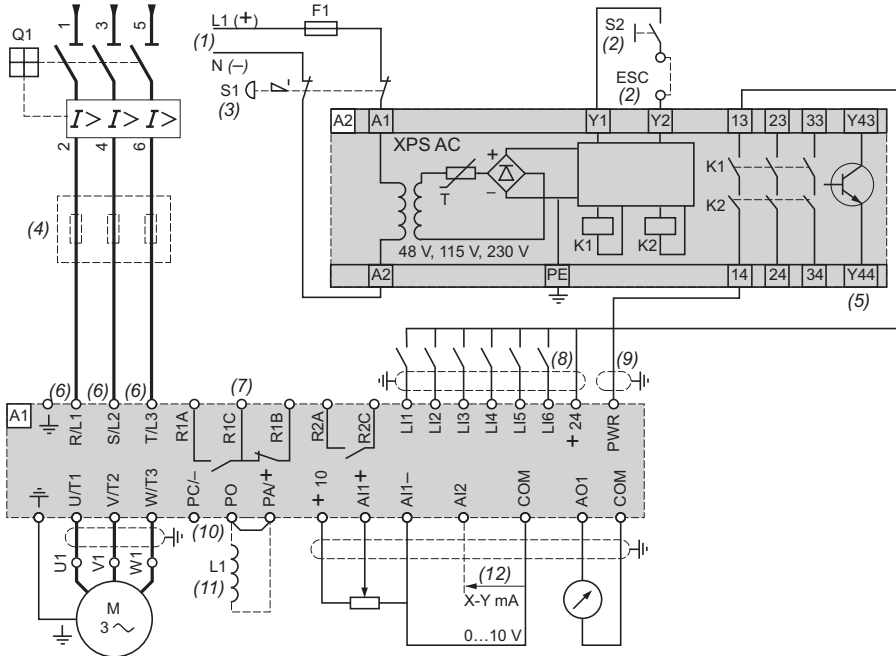 1 3 5
L1 (+) F1
Q1
(1)
N (–)
S1
(3)
S2
(2)
ESC
(2)
I> I> I>
2 4 6
(4)
A2 A1 Y1 Y2 13 23 33 Y43
XPS AC
+
–
T
K1
K2
K1 K2
48 V, 115 V, 230 V
A2 PE 14 24 34 Y44
(5)
(6) (6) (6) (7) (8) (9)
A1
R/L1 S/L2 T/L3 R1A R1C R1B R2A R2C LI1 LI2 LI3 LI4 LI5 LI6 + 24 PWR
U/T1 V/T2 W/T3 PC/– PO PA/+ + 10 AI1+ AI1– AI2 COM AO1 COM
(10)
U1 V1 W1
L1
(11)
(12)
X-Y mA
M
3 ~
0...10 V